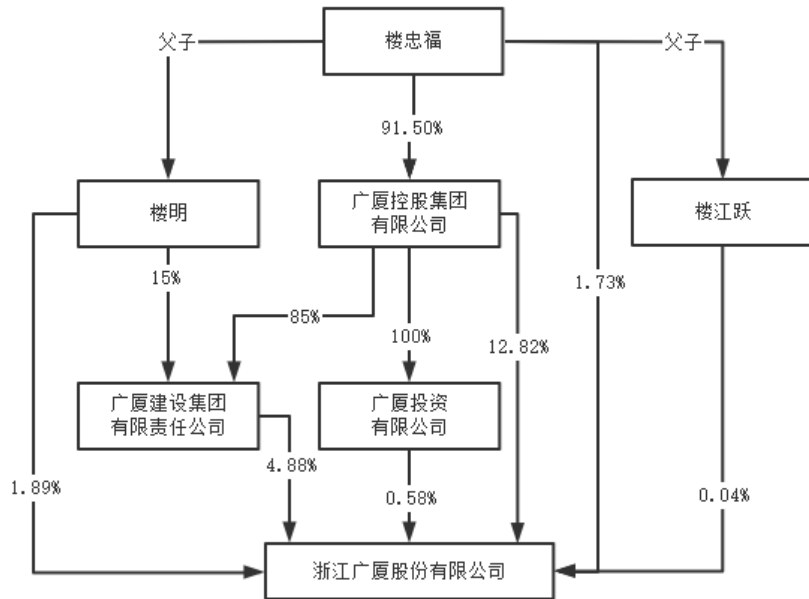 父子
楼忠福
父子
91.50%
楼明
广厦控股集团
有限公司
楼江跃
15%
1.73%
85%
100%
12.82%
广厦建设集团
有限责任公司
广厦投资
有限公司
4.88%
1.89%
0.58%
0.04%
浙江广厦股份有限公司